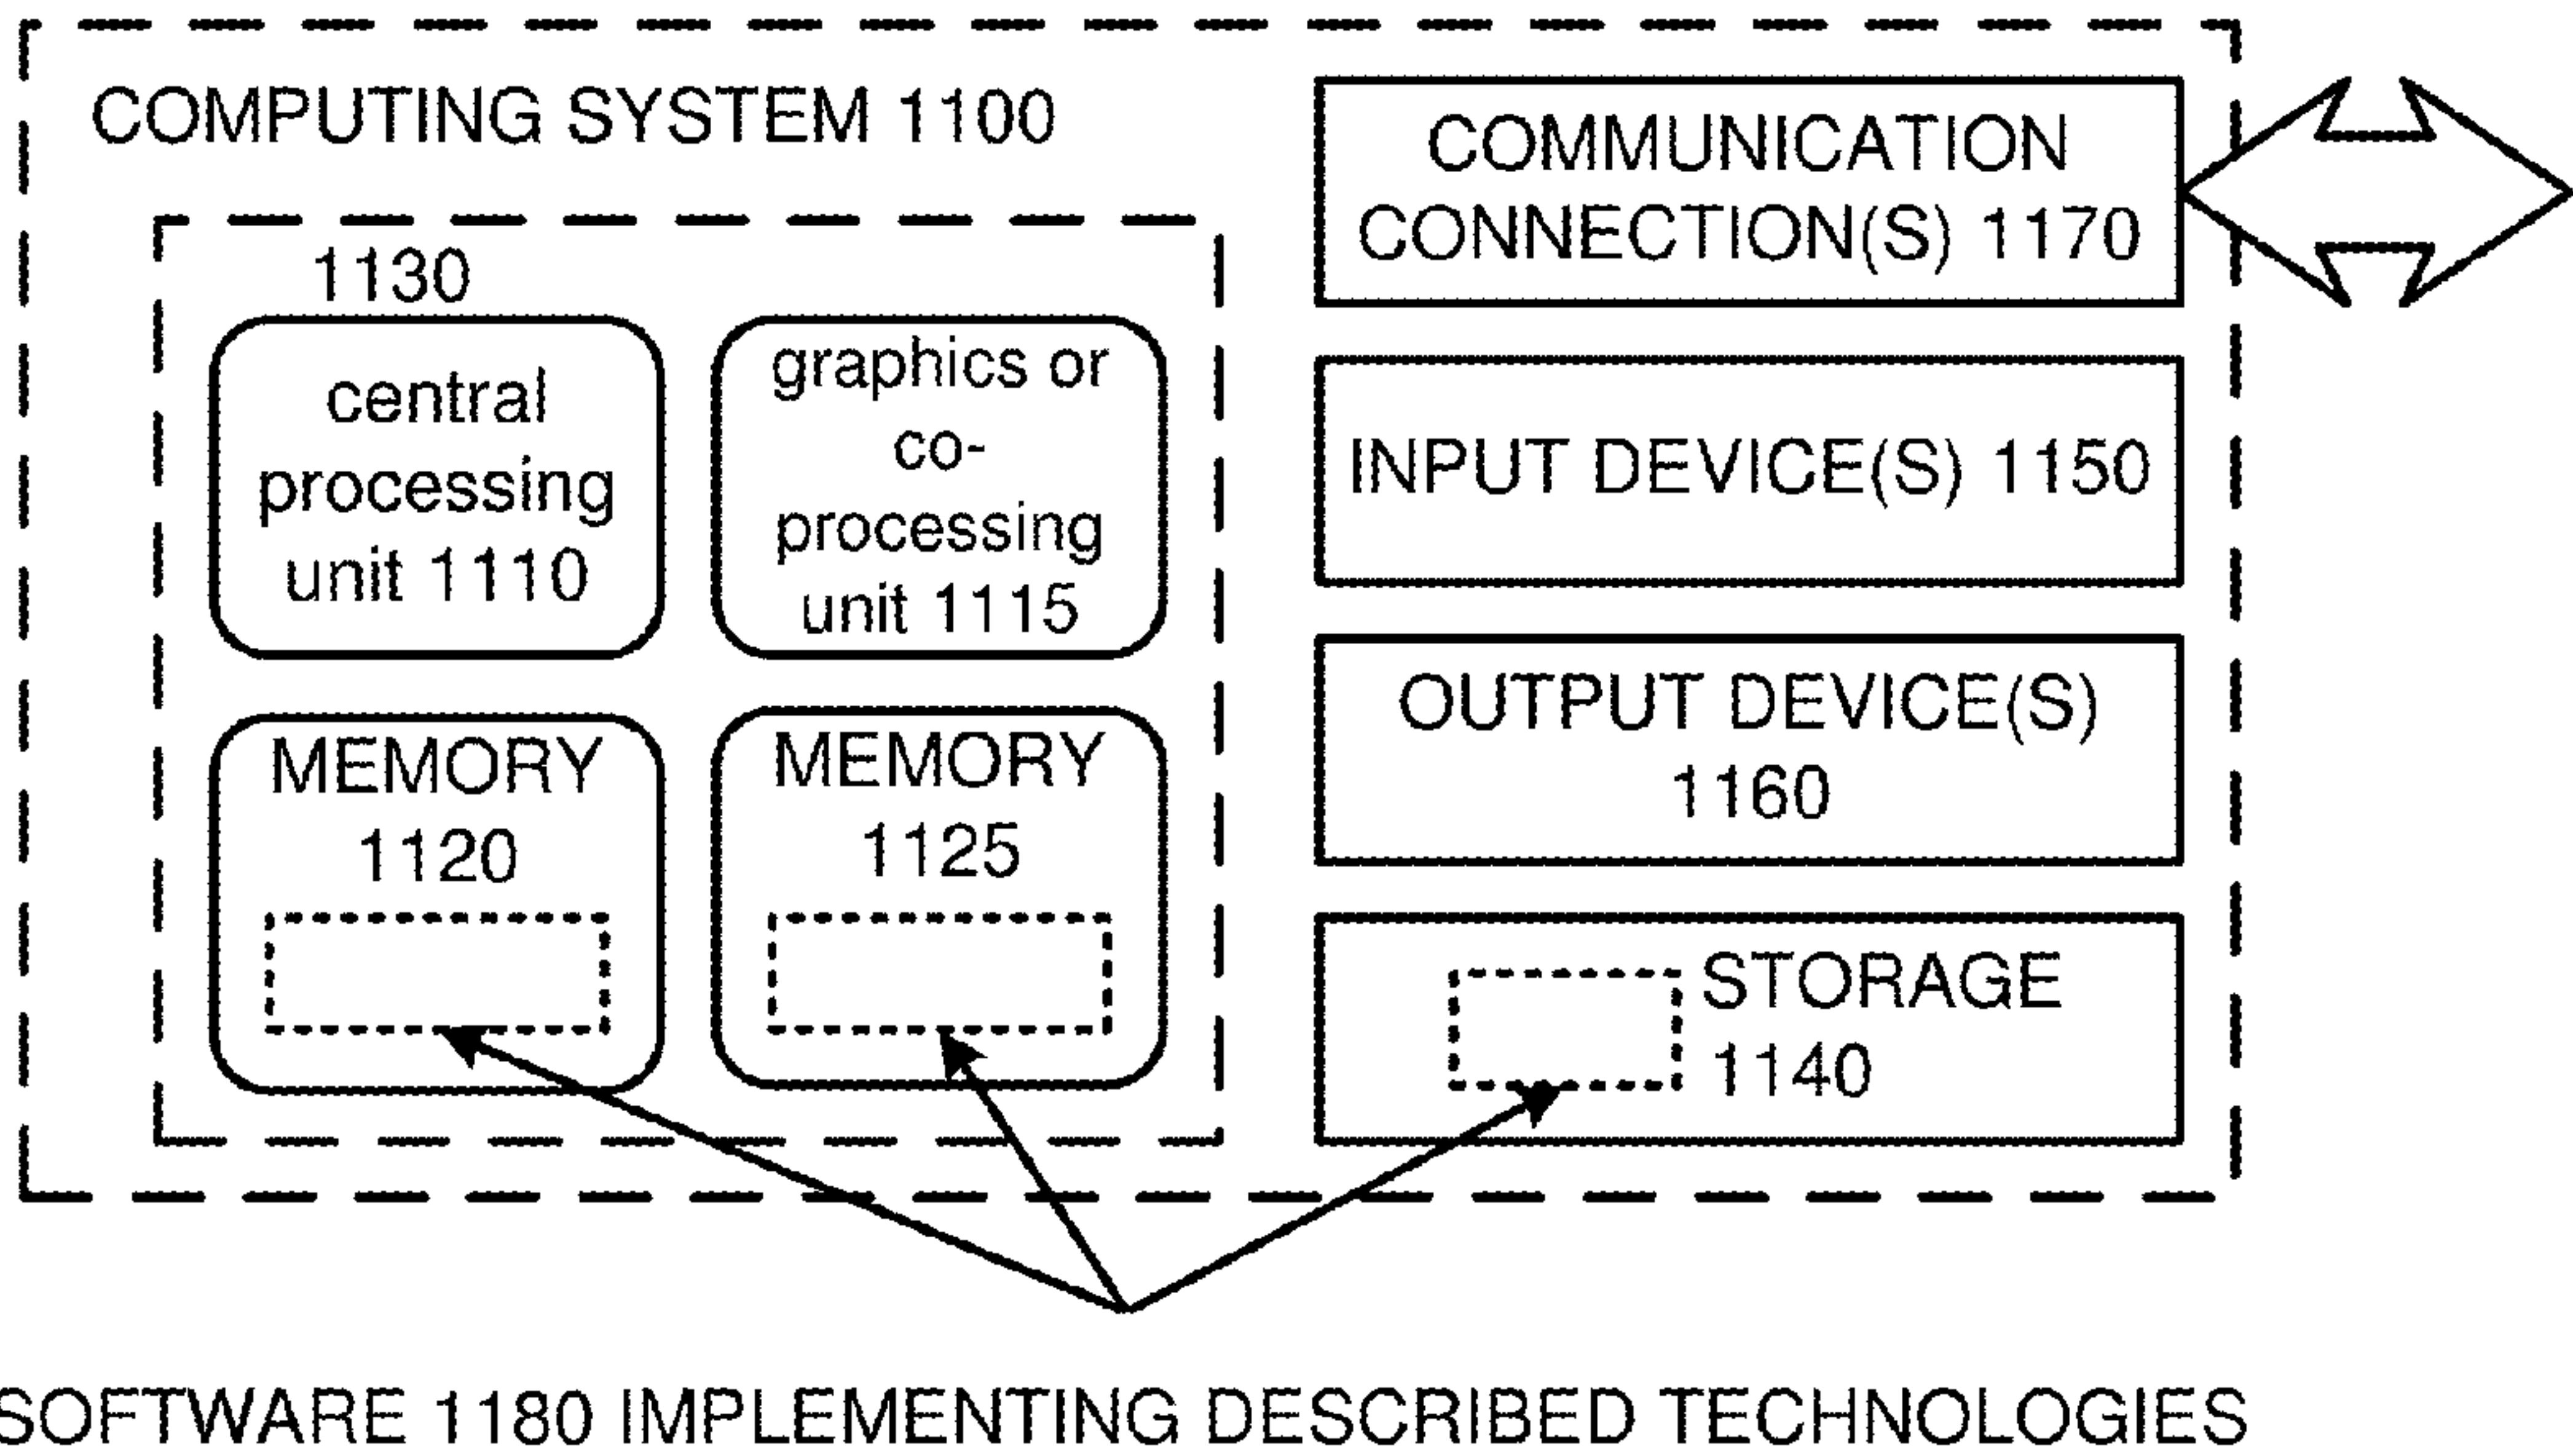 COMPUTING SYSTEM 1100
1130
central
processing
unit 1110
graphics or
co-
processing
unit 1115
MEMORY
1120
MEMORY
1125
COMMUNICATION
CONNECTION(S) 1170
INPUT DEVICE(S) 1150
OUTPUT DEVICE(S)
1160
STORAGE
1140
SOFTWARE 1180 IMPLEMENTING DESCRIBED TECHNOLOGIES